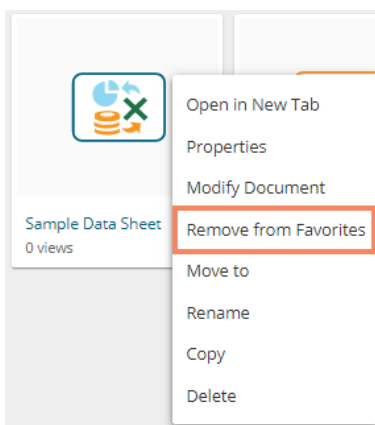 Sample Data Sheet
0 views
Open in New Tab
Properties
Modify Document
Remove from Favorites
Move to
Rename
Copy
Delete